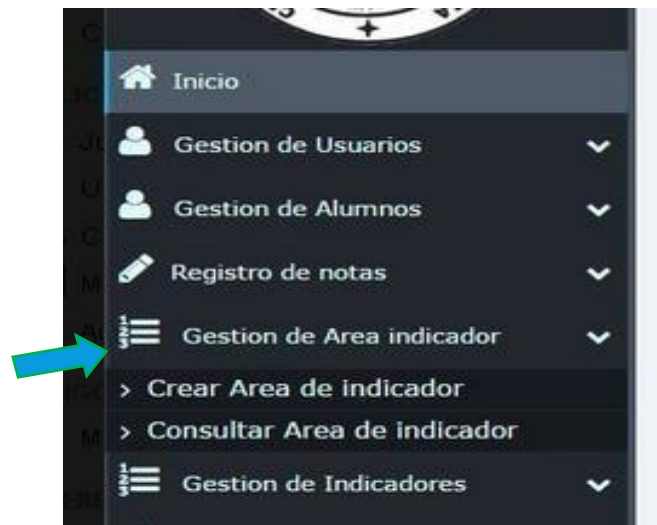 Inicio
Gestion de Usuarios
Gestion de Alumnos
Registro de notas
Gestion de Area indicador
> Crear Area de indicador
> Consultar Area de indicador
Gestion de Indicadores